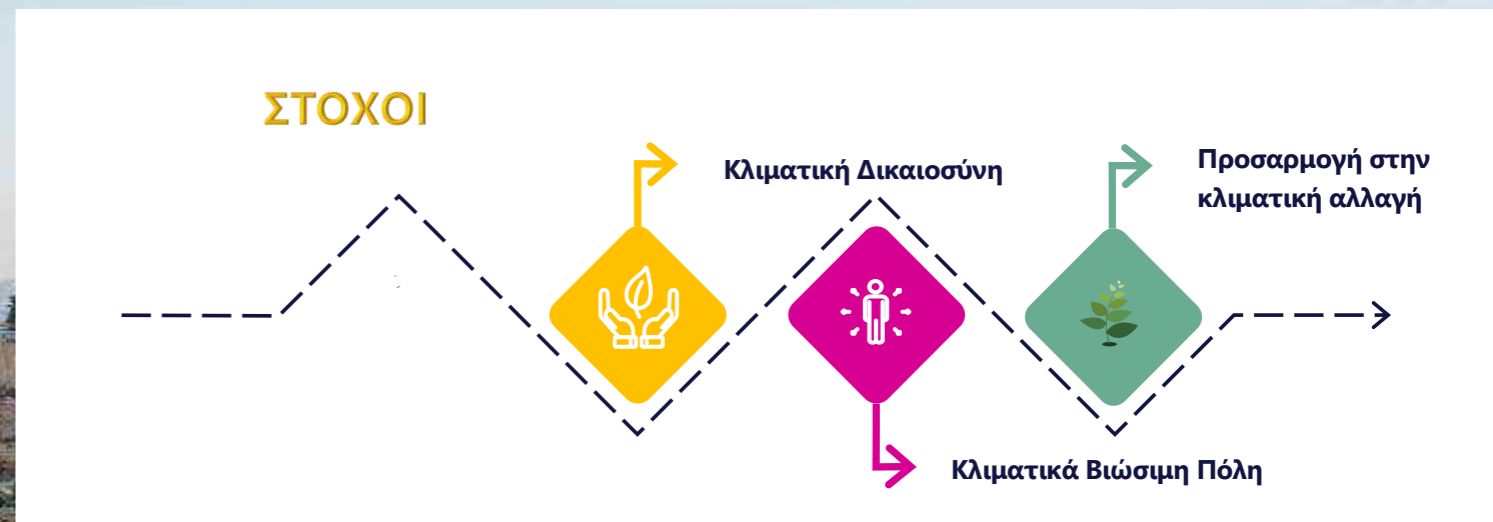 ΣΤΟΧΟΙ
Κλιματική Δικαιοσύνη
Προσαρμογή στην
κλιματική αλλαγή
Κλιματικά Βιώσιμη Πόλη